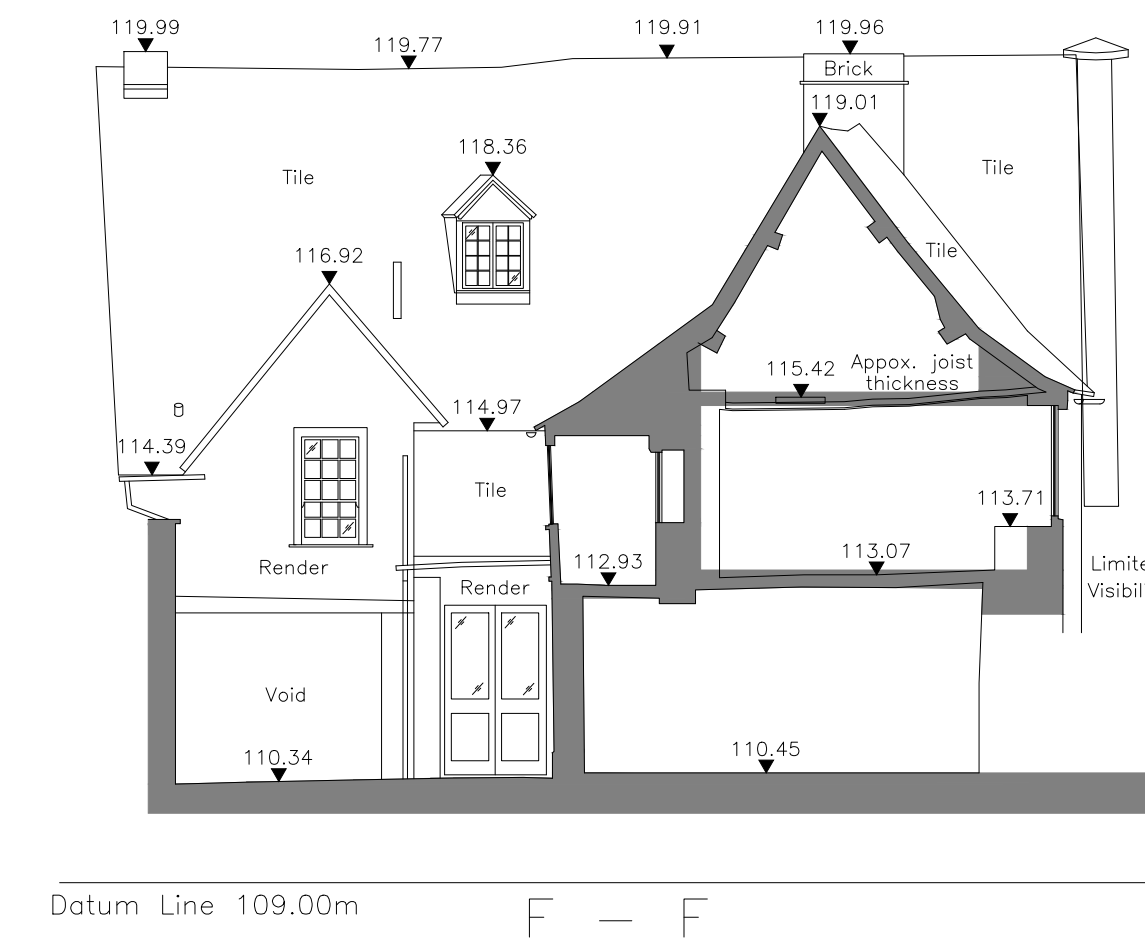 119.99
119.77
119.91
119.96
Brick
119.01
118.36
Tile
Tile
Tile
116.92
115.42
Appox. joist
thickness
114.97
114.39
Tile
113.71
113.07
112.93
Render
Render
Limite
Visibil
Void
110.34
110.45
Datum Line 109.00m
F — F